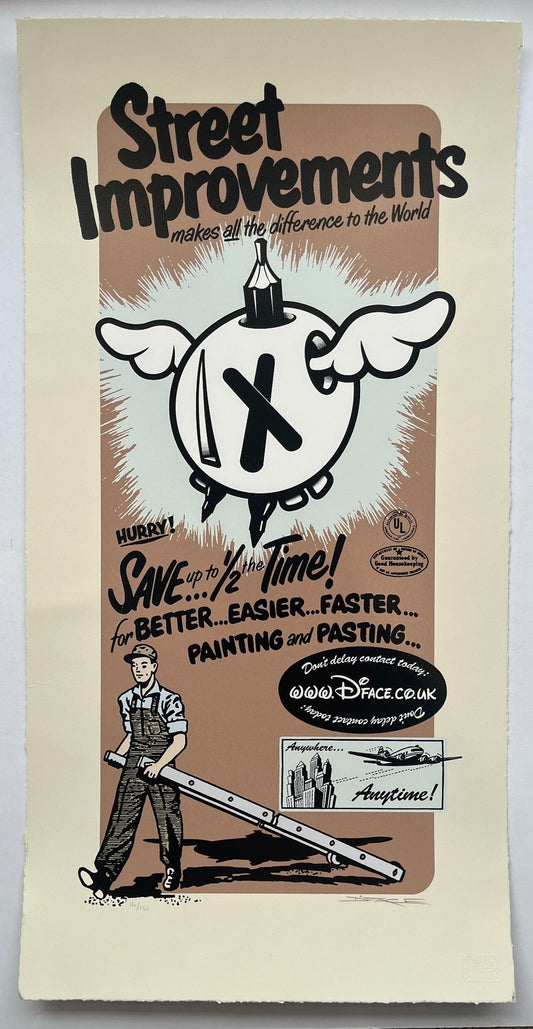 Street
Improvements
makes all the difference to the World
X
HURRY!
UL
Guaranteed by
Good Housekeeping
SAVE... up to 1/2 the Time!
for BETTER...EASIER...FASTER...
PAINTING and PASTING...
Don't delay contact today:
www.DFACE.CO.UK
Don't delay contact today:
Anywhere...
Anytime!